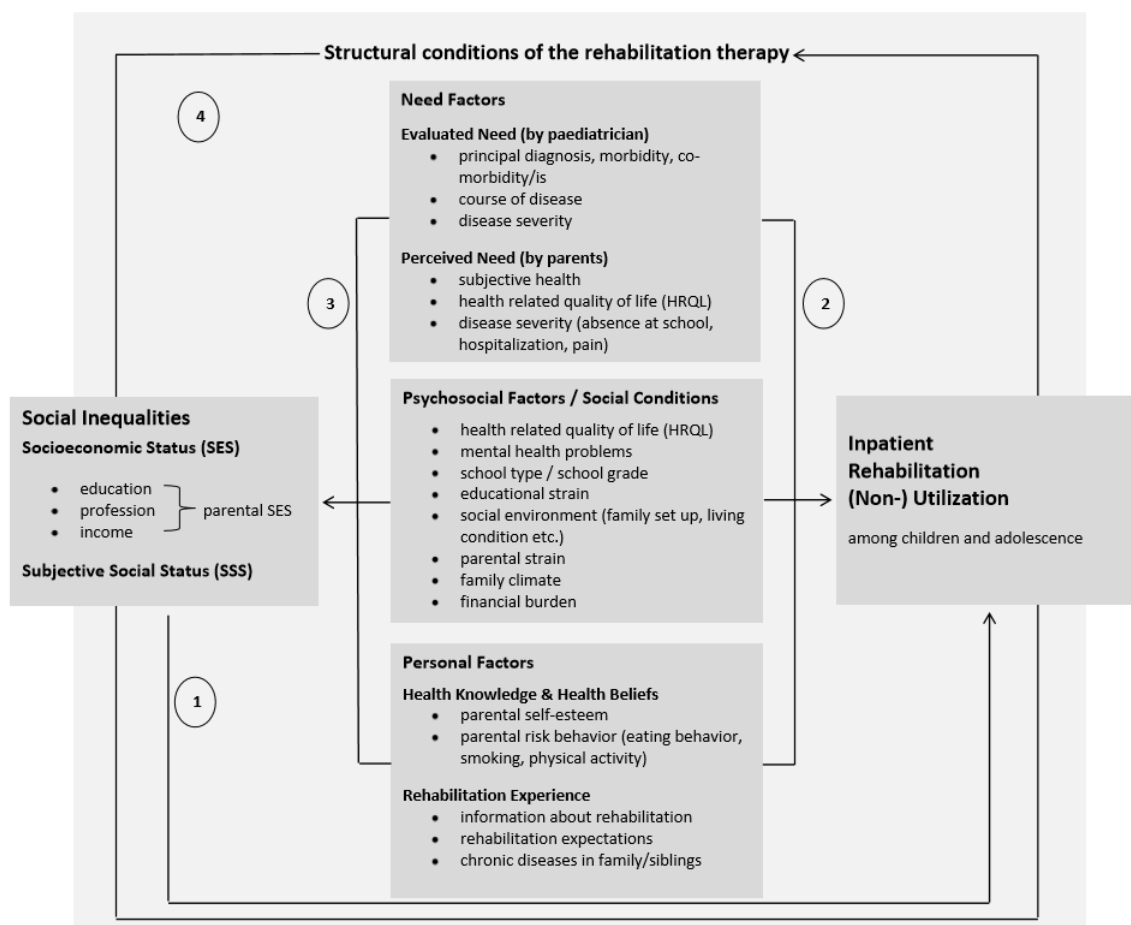 Structural conditions of the rehabilitation therapy
4
Need Factors
Evaluated Need (by paediatrician)
• principal diagnosis, morbidity, co-
morbidity/is
• course of disease
• disease severity
Perceived Need (by parents)
• subjective health
• health related quality of life (HRQL)
• disease severity (absence at school,
hospitalization, pain)
3
2
Social Inequalities
Socioeconomic Status (SES)
• education
• profession
• income
parental SES
Subjective Social Status (SSS)
Psychosocial Factors / Social Conditions
• health related quality of life (HRQL)
• mental health problems
• school type / school grade
• educational strain
• social environment (family set up, living
condition etc.)
• parental strain
• family climate
• financial burden
Inpatient
Rehabilitation
(Non-) Utilization
among children and adolescence
1
Personal Factors
Health Knowledge & Health Beliefs
• parental self-esteem
• parental risk behavior (eating behavior,
smoking, physical activity)
Rehabilitation Experience
• information about rehabilitation
• rehabilitation expectations
• chronic diseases in family/siblings